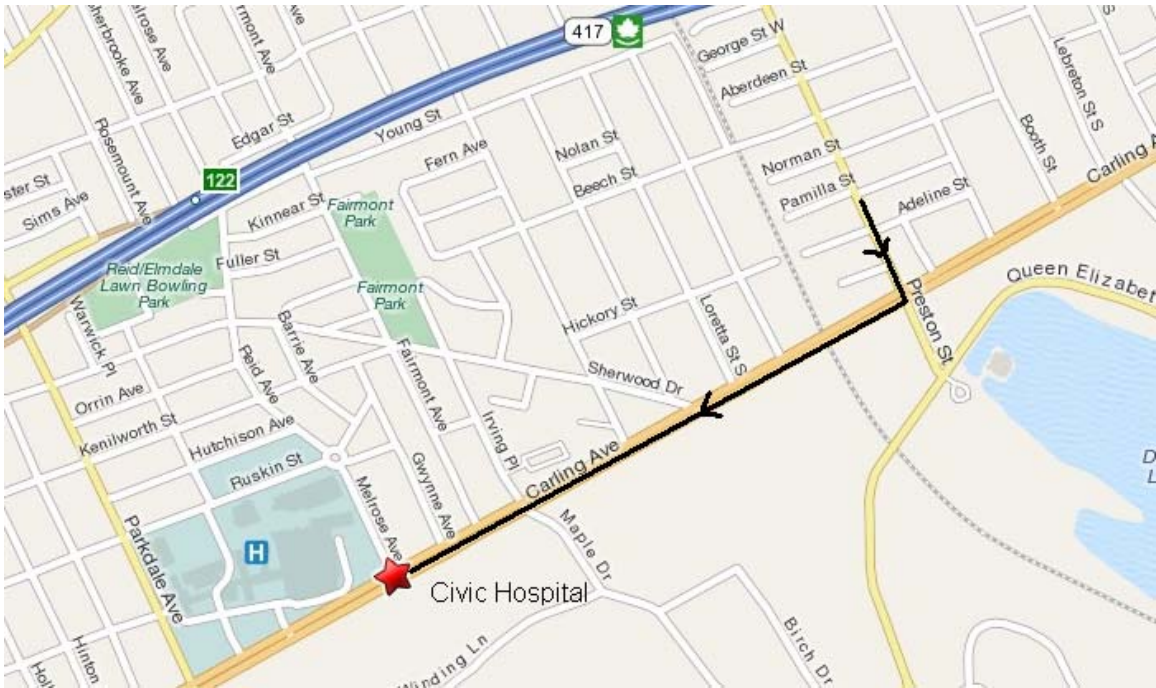 417
George St W
Aberdeen St
Lebreton St S
Booth St
Carling A
Norman St
Pamilla St
Adeline St
Melrose Ave
Rosemount Ave
Edgar St
Young St
Fern Ave
Nolan St
Beech St
122
Sims Ave
Kinnear St
Fairmont
Park
Fuller St
Reid/Elmdale
Lawn Bowling
Park
Fairmont
Park
Queen Elizabet
Preston St
Warwick Pl
Barrie Ave
Reid Ave
Hickory St
Loretta St S
Sherwood Dr
Fairmont Ave
Irving Pl
Orrin Ave
Kenilworth St
Hutchison Ave
Ruskin St
Carling Ave
Gwynne Ave
Melrose Ave
Parkdale Ave
H
Maple Dr
Civic Hospital
Birch Dr
Winding Ln
Hinton
D
L